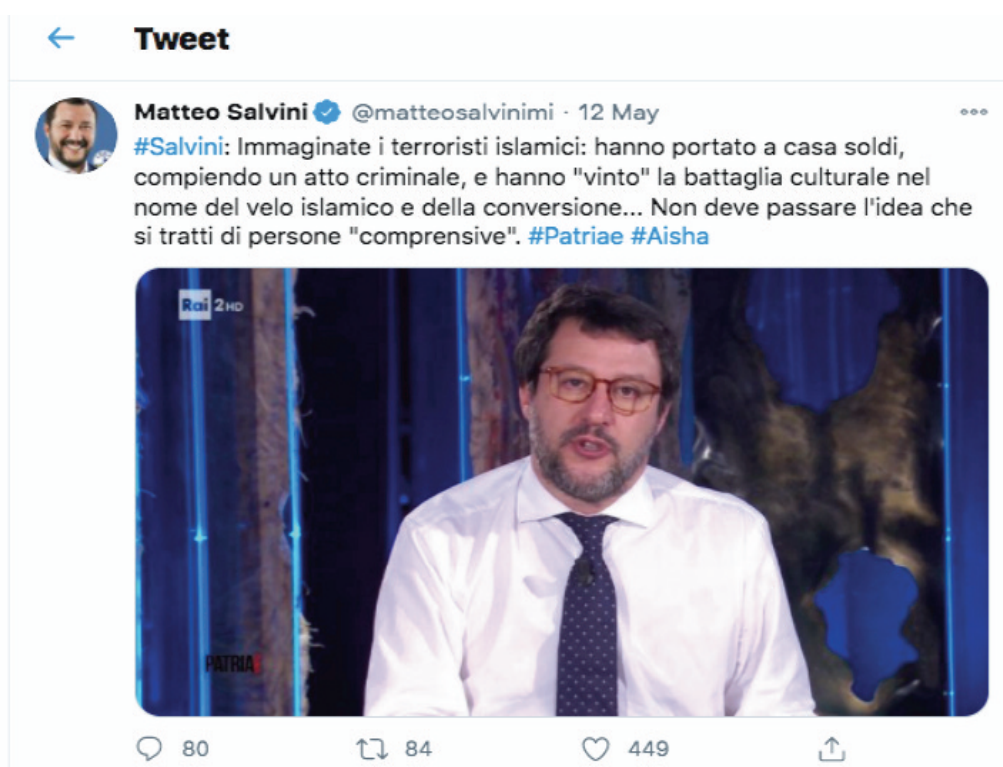 Tweet
Matteo Salvini @matteosalvinimi · 12 May
#Salvini: Immaginate i terroristi islamici: hanno portato a casa soldi,
compiendo un atto criminale, e hanno "vinto" la battaglia culturale nel
nome del velo islamico e della conversione... Non deve passare l'idea che
si tratti di persone "comprensive". #Patriae #Aisha
Rai 2HD
PATRIA
80 84 449